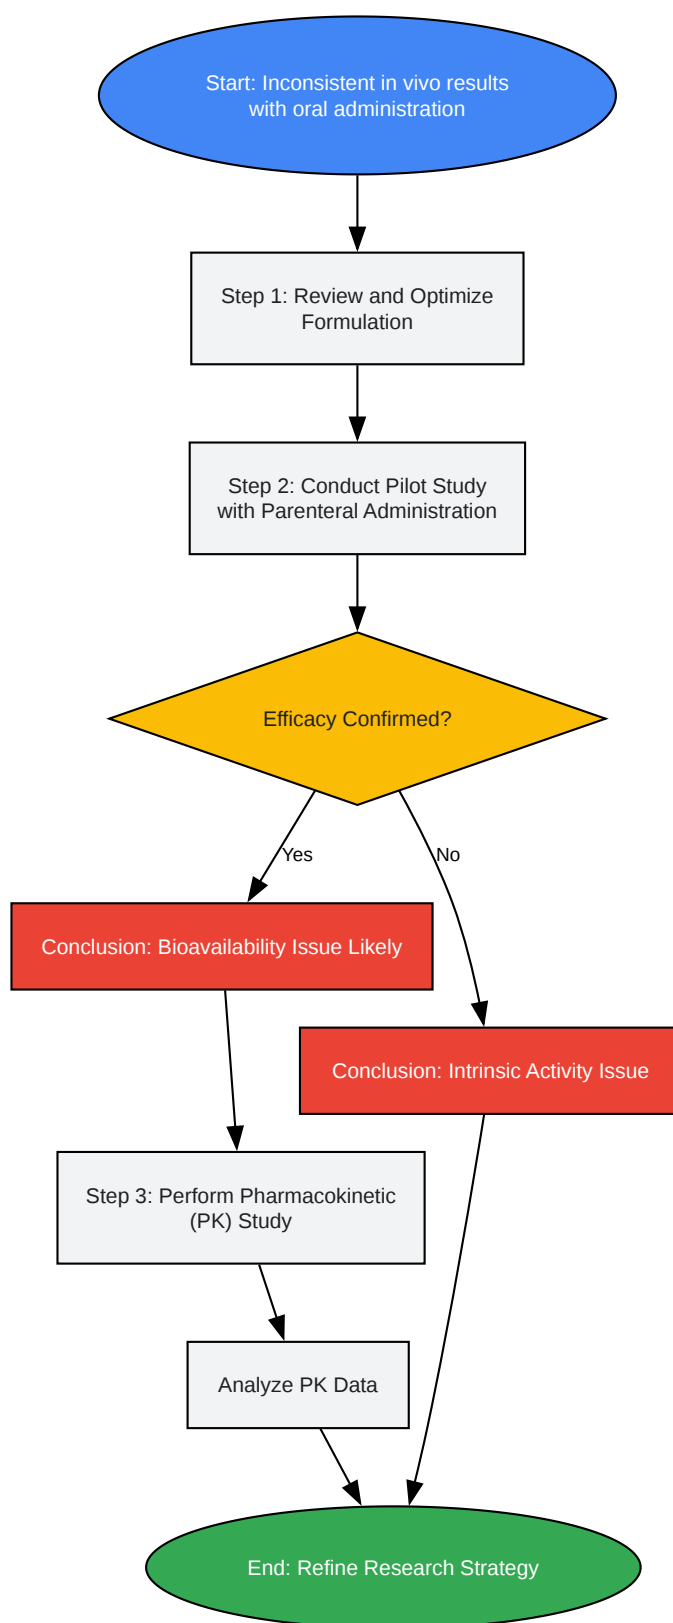 Start: Inconsistent in vivo results
with oral administration
Step 1: Review and Optimize
Formulation
Step 2: Conduct Pilot Study
with Parenteral Administration
Efficacy Confirmed?
Yes
No
Conclusion: Bioavailability Issue Likely
Conclusion: Intrinsic Activity Issue
Step 3: Perform Pharmacokinetic
(PK) Study
Analyze PK Data
End: Refine Research Strategy